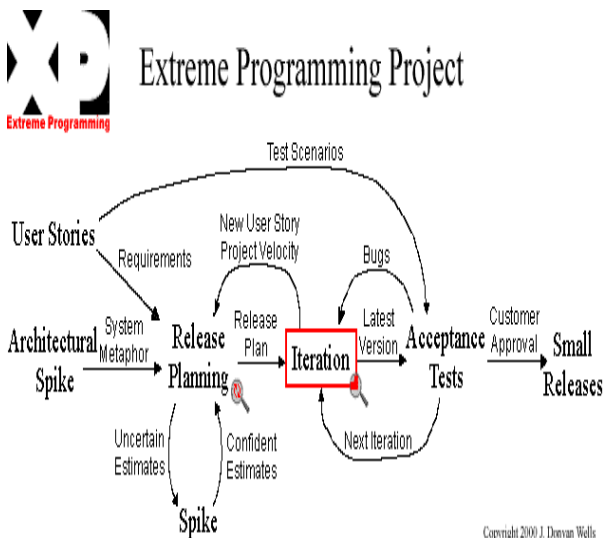 XP
Extreme Programming
Extreme Programming Project
Test Scenarios
User Stories
Requirements
New User Story
Project Velocity
Bugs
Architectural
Spike
System
Metaphor
Release
Planning
Release
Plan
Iteration
Latest
Version
Acceptance
Tests
Customer
Approval
Small
Releases
Uncertain
Estimates
Confident
Estimates
Next Iteration
Spike
Copyright 2000 J. Donvan Wells